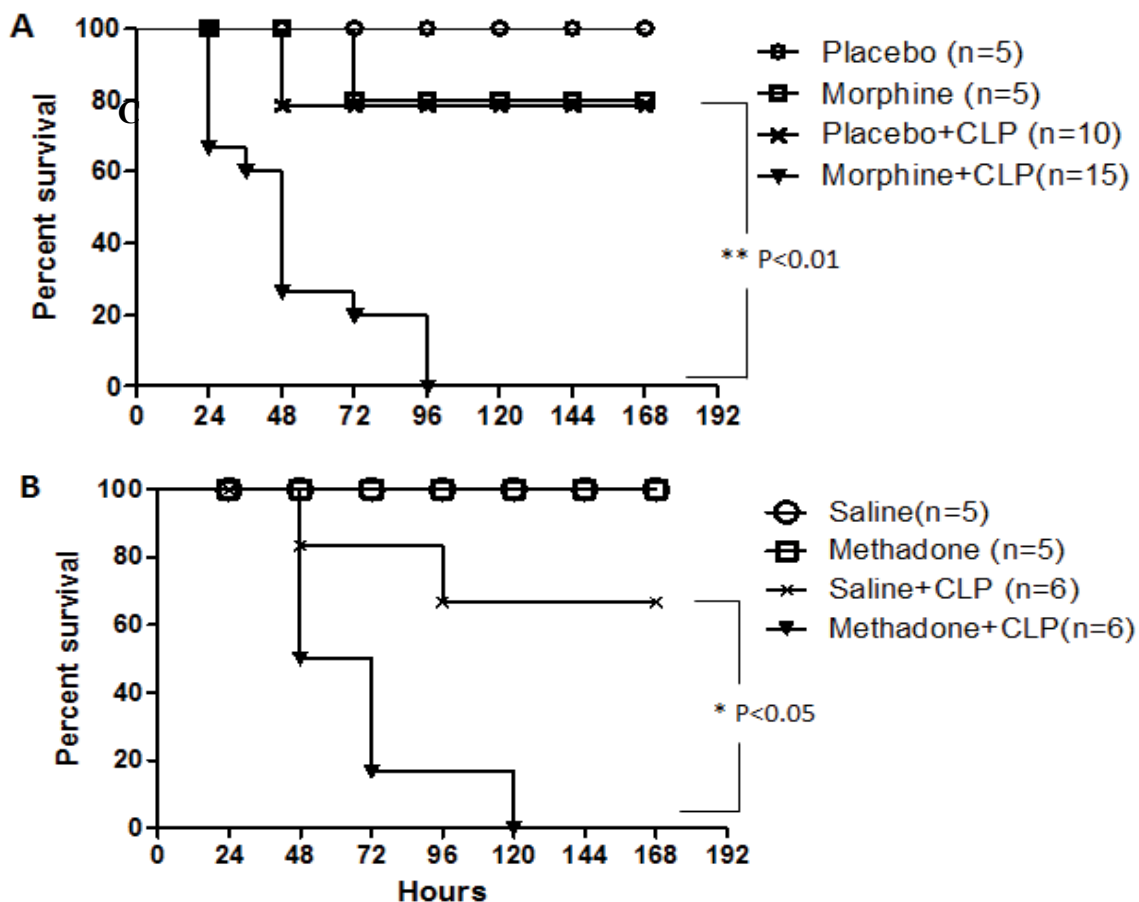 A
100
80
C
60
40
20
0
Percent survival
0 24 48 72 96 120 144 168 192
Placebo (n=5)
Morphine (n=5)
Placebo+CLP (n=10)
Morphine+CLP(n=15)
** P<0.01
B
100
80
60
40
20
0
Percent survival
0 24 48 72 96 120 144 168 192
Hours
Saline(n=5)
Methadone (n=5)
Saline+CLP (n=6)
Methadone+CLP(n=6)
* P<0.05